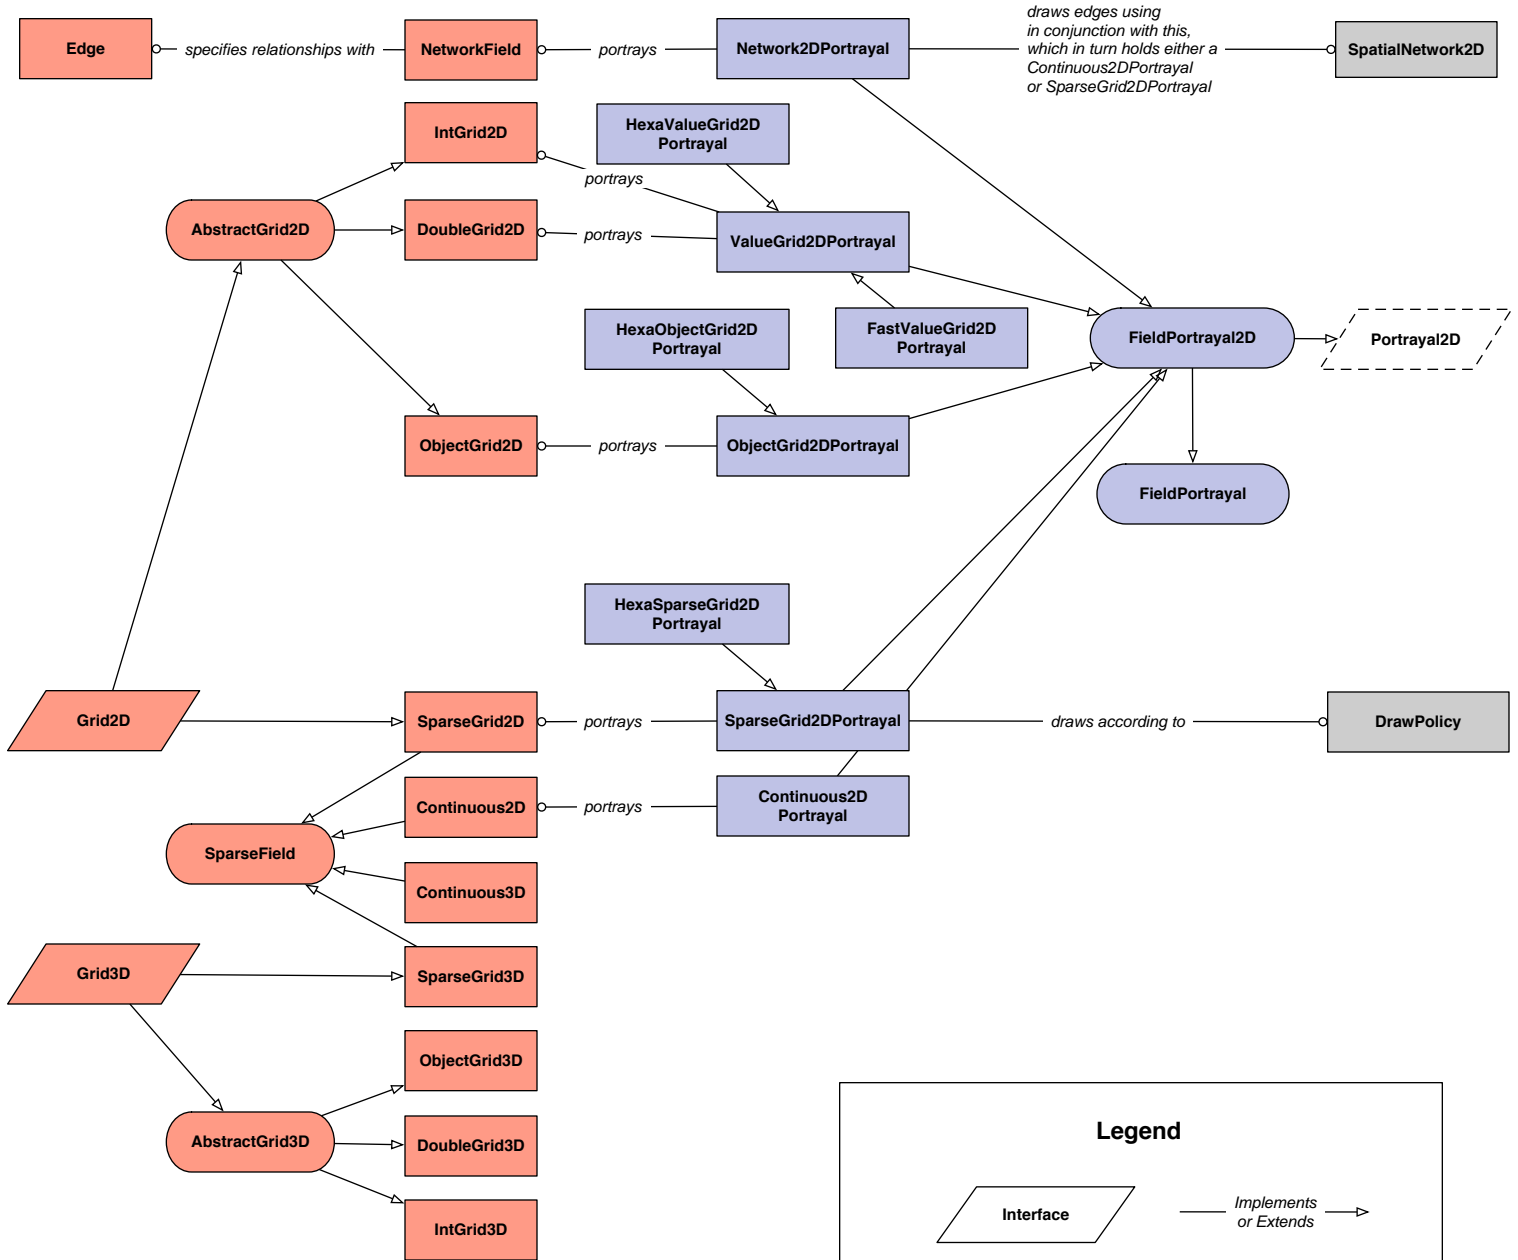 draws edges using
in conjunction with this,
which in turn holds either a
Continuous2DPortrayal
or SparseGrid2DPortrayal
Edge
specifies relationships with
NetworkField
portrays
Network2DPortrayal
SpatialNetwork2D
IntGrid2D
HexaValueGrid2D
Portrayal
portrays
AbstractGrid2D
DoubleGrid2D
portrays
ValueGrid2DPortrayal
HexaObjectGrid2D
Portrayal
FastValueGrid2D
Portrayal
FieldPortrayal2D
Portrayal2D
ObjectGrid2D
portrays
ObjectGrid2DPortrayal
FieldPortrayal
HexaSparseGrid2D
Portrayal
Grid2D
SparseGrid2D
portrays
SparseGrid2DPortrayal
draws according to
DrawPolicy
Continuous2D
portrays
Continuous2D
Portrayal
SparseField
Continuous3D
Grid3D
SparseGrid3D
ObjectGrid3D
AbstractGrid3D
DoubleGrid3D
IntGrid3D
Legend
Interface
Implements
or Extends